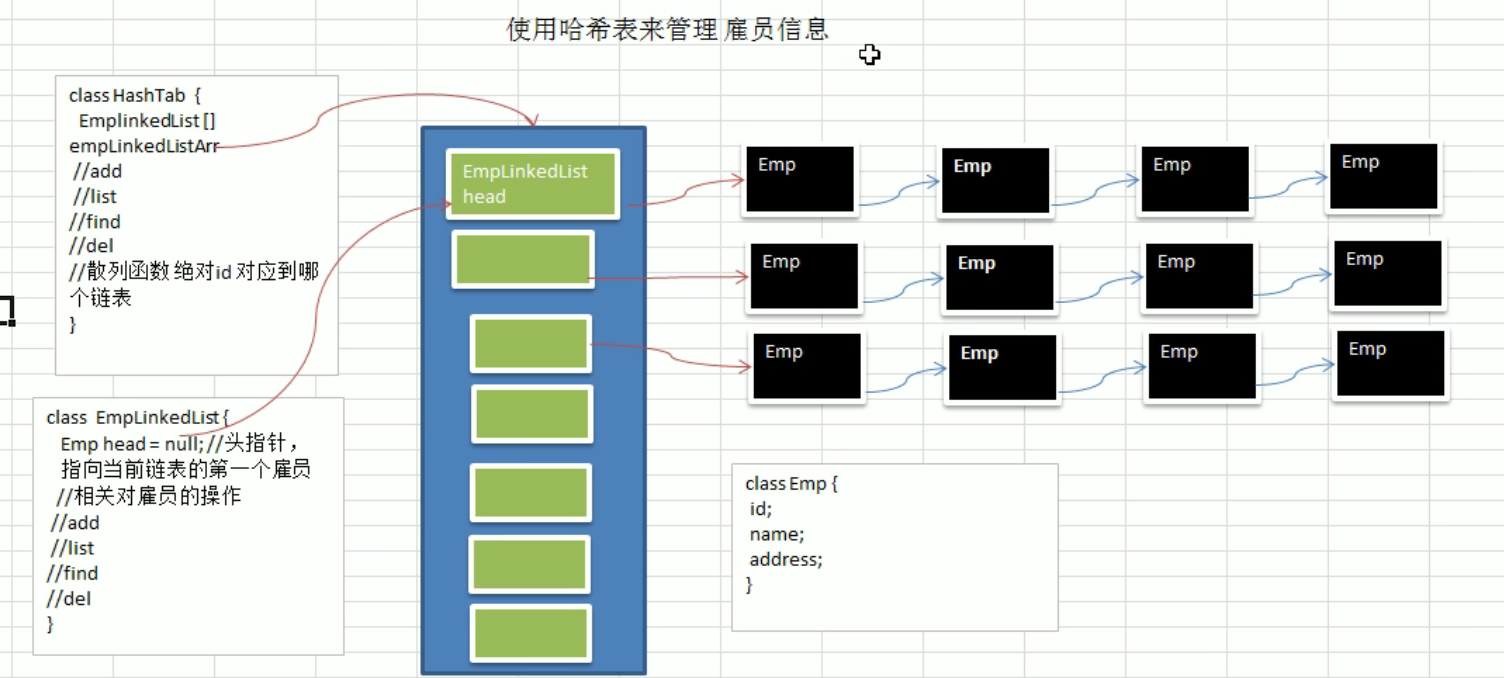 使用哈希表来管理雇员信息
class HashTab {
EmplinkedList []
empLinkedListArr
//add
//list
//find
//del
//散列函数 绝对id 对应到哪
个链表
}
class EmpLinkedList{
Emp head = null; //头指针，
指向当前链表的第一个雇员
//相关对雇员的操作
//add
//list
//find
//del
}
EmpLinkedList
head
Emp
Emp
Emp
Emp
Emp
Emp
Emp
Emp
Emp
Emp
Emp
Emp
class Emp {
id;
name;
address;
}